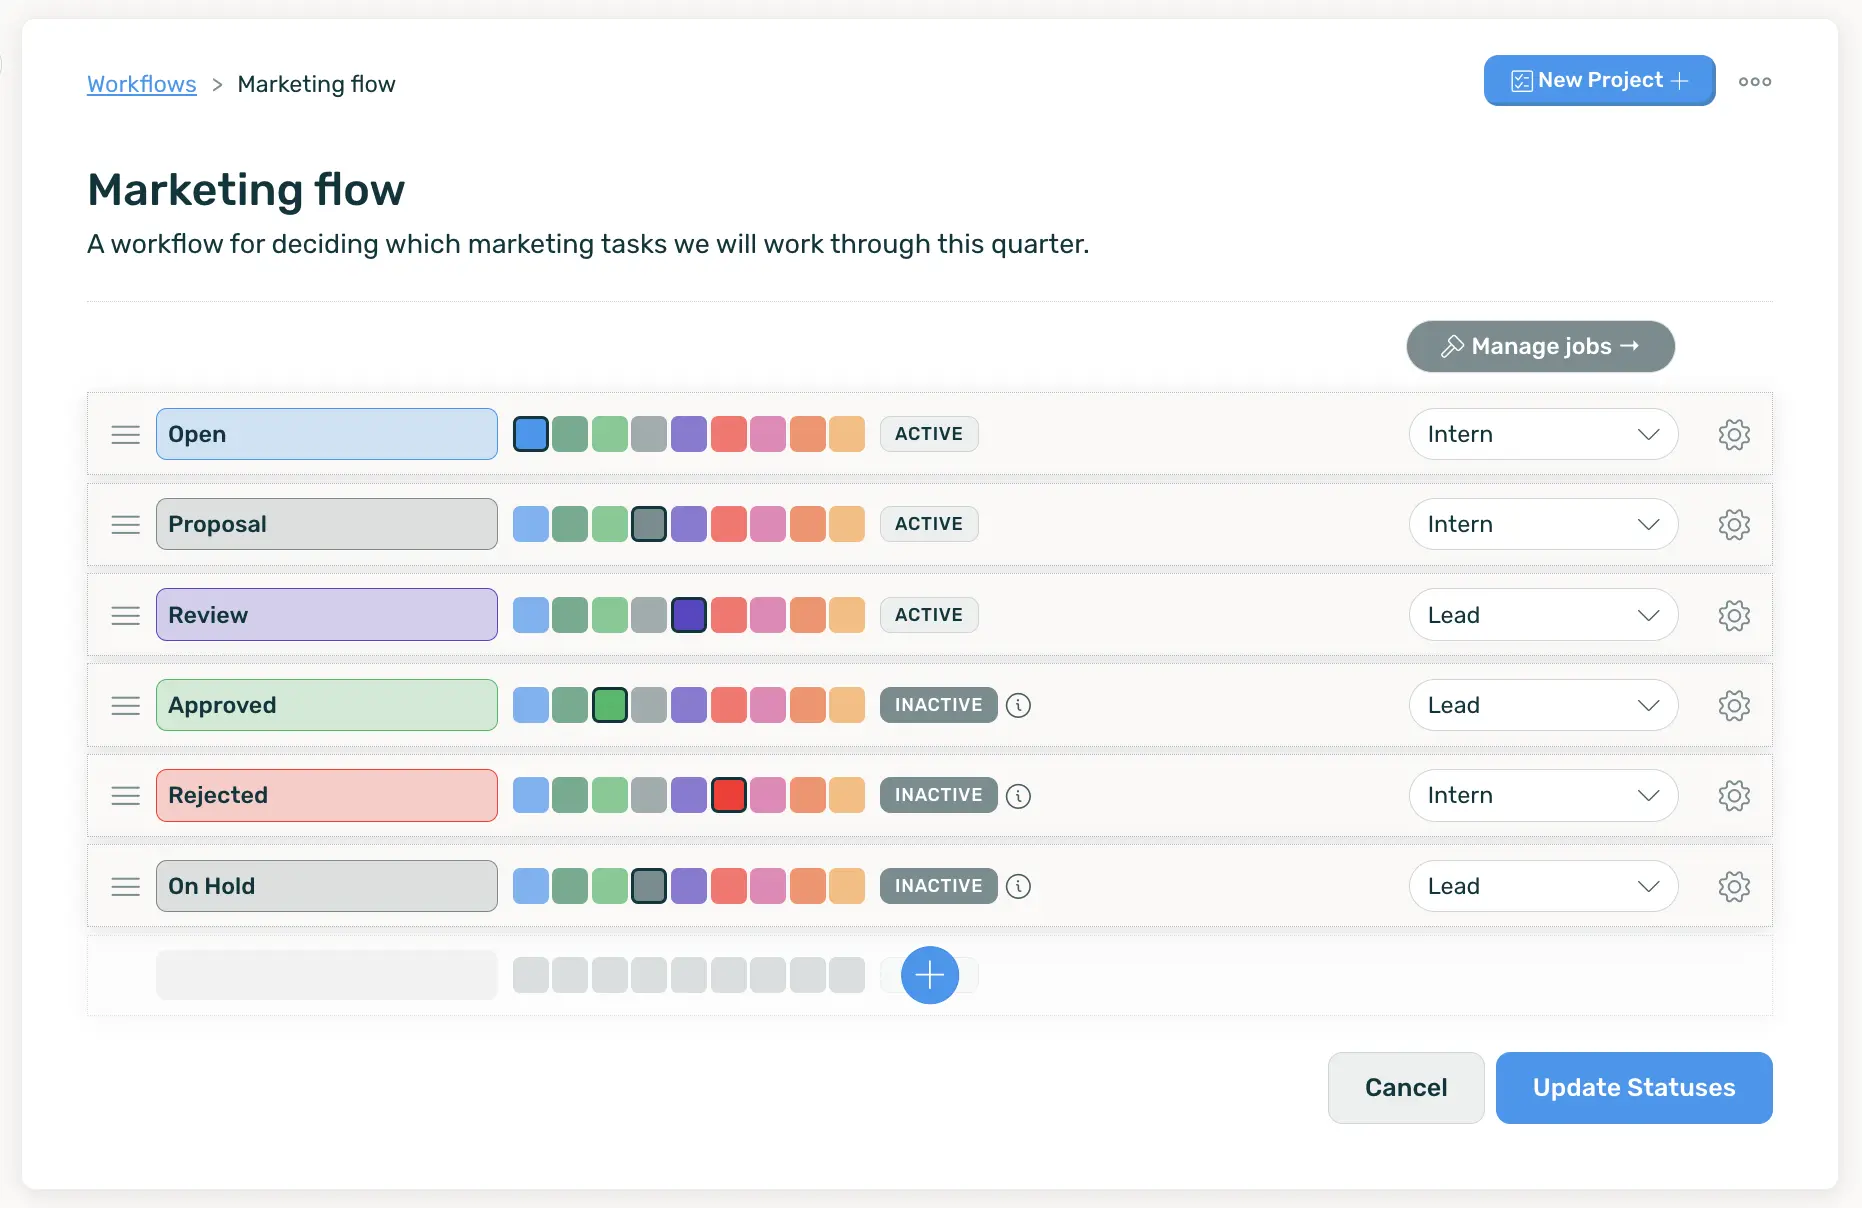 Workflows > Marketing flow
New Project +
Marketing flow
A workflow for deciding which marketing tasks we will work through this quarter.
Manage jobs →
Open ACTIVE Intern
Proposal ACTIVE Intern
Review ACTIVE Lead
Approved INACTIVE Lead
Rejected INACTIVE Intern
On Hold INACTIVE Lead
Cancel Update Statuses